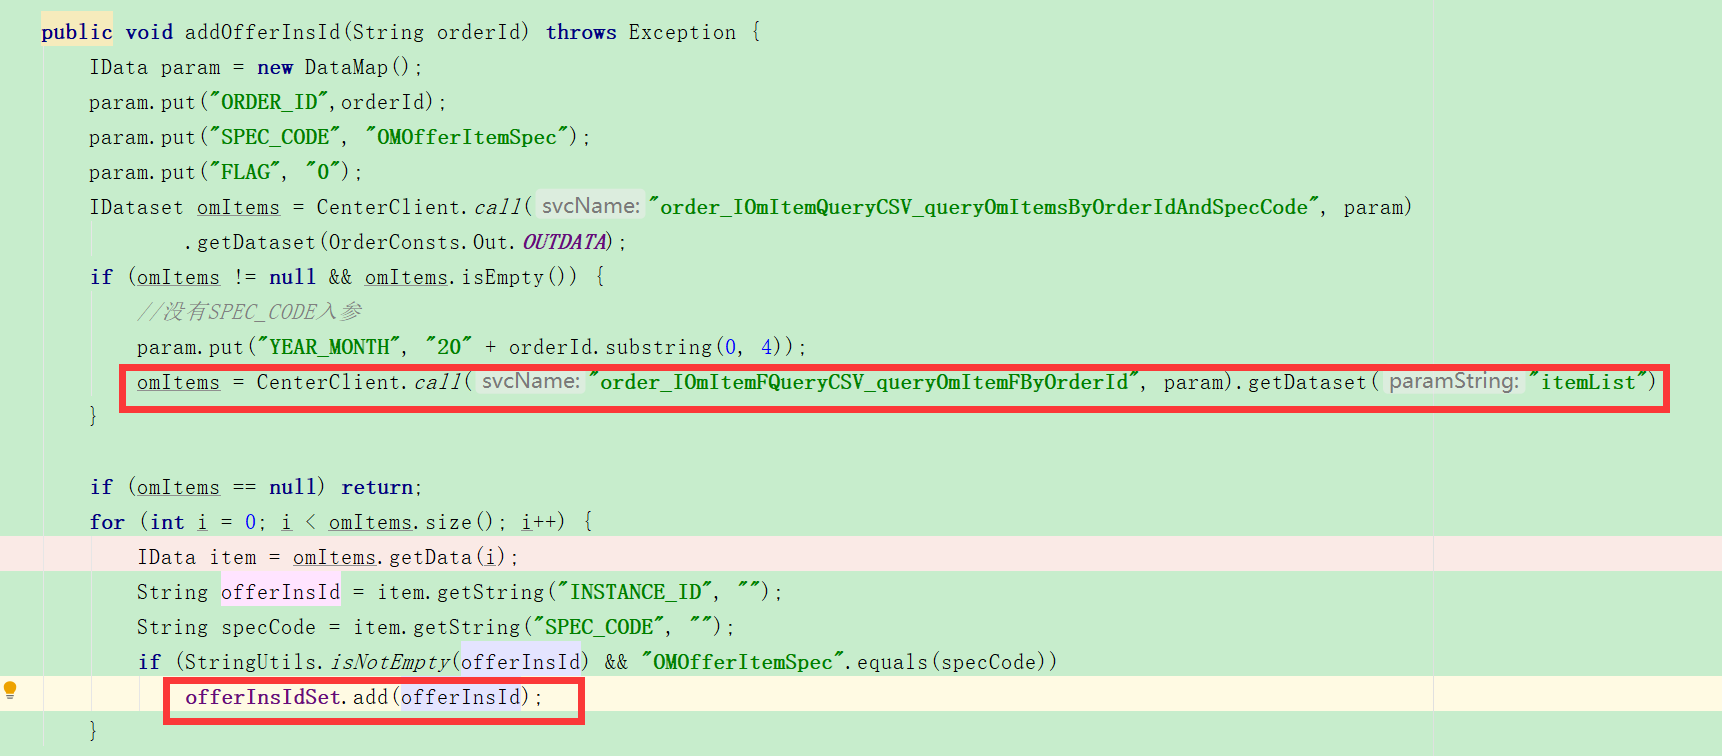 public void addOfferInsId(String orderId) throws Exception {
IData param = new DataMap();
param.put("ORDER_ID",orderId);
param.put("SPEC_CODE", "OMOfferItemSpec");
param.put("FLAG", "0");
IDataset omItems = CenterClient.call( svcName: "order_IOmItemQueryCSV_queryOmItemsByOrderIdAndSpecCode", param)
.getDataset(OrderConsts.Out.OUTDATA);
if (omItems != null && omItems.isEmpty()) {
//没有SPEC_CODE入参
param.put("YEAR_MONTH", "20" + orderId.substring(0, 4));
omItems = CenterClient.call( svcName: "order_IOmItemFQueryCSV_queryOmItemFByOrderId", param).getDataset( paramString: "itemList")
}
if (omItems == null) return;
for (int i = 0; i < omItems.size(); i++) {
IData item = omItems.getData(i);
String offerInsId = item.getString("INSTANCE_ID", "");
String specCode = item.getString("SPEC_CODE", "");
if (StringUtils.isNotEmpty(offerInsId) && "OMOfferItemSpec".equals(specCode))
offerInsIdSet.add(offerInsId);
}